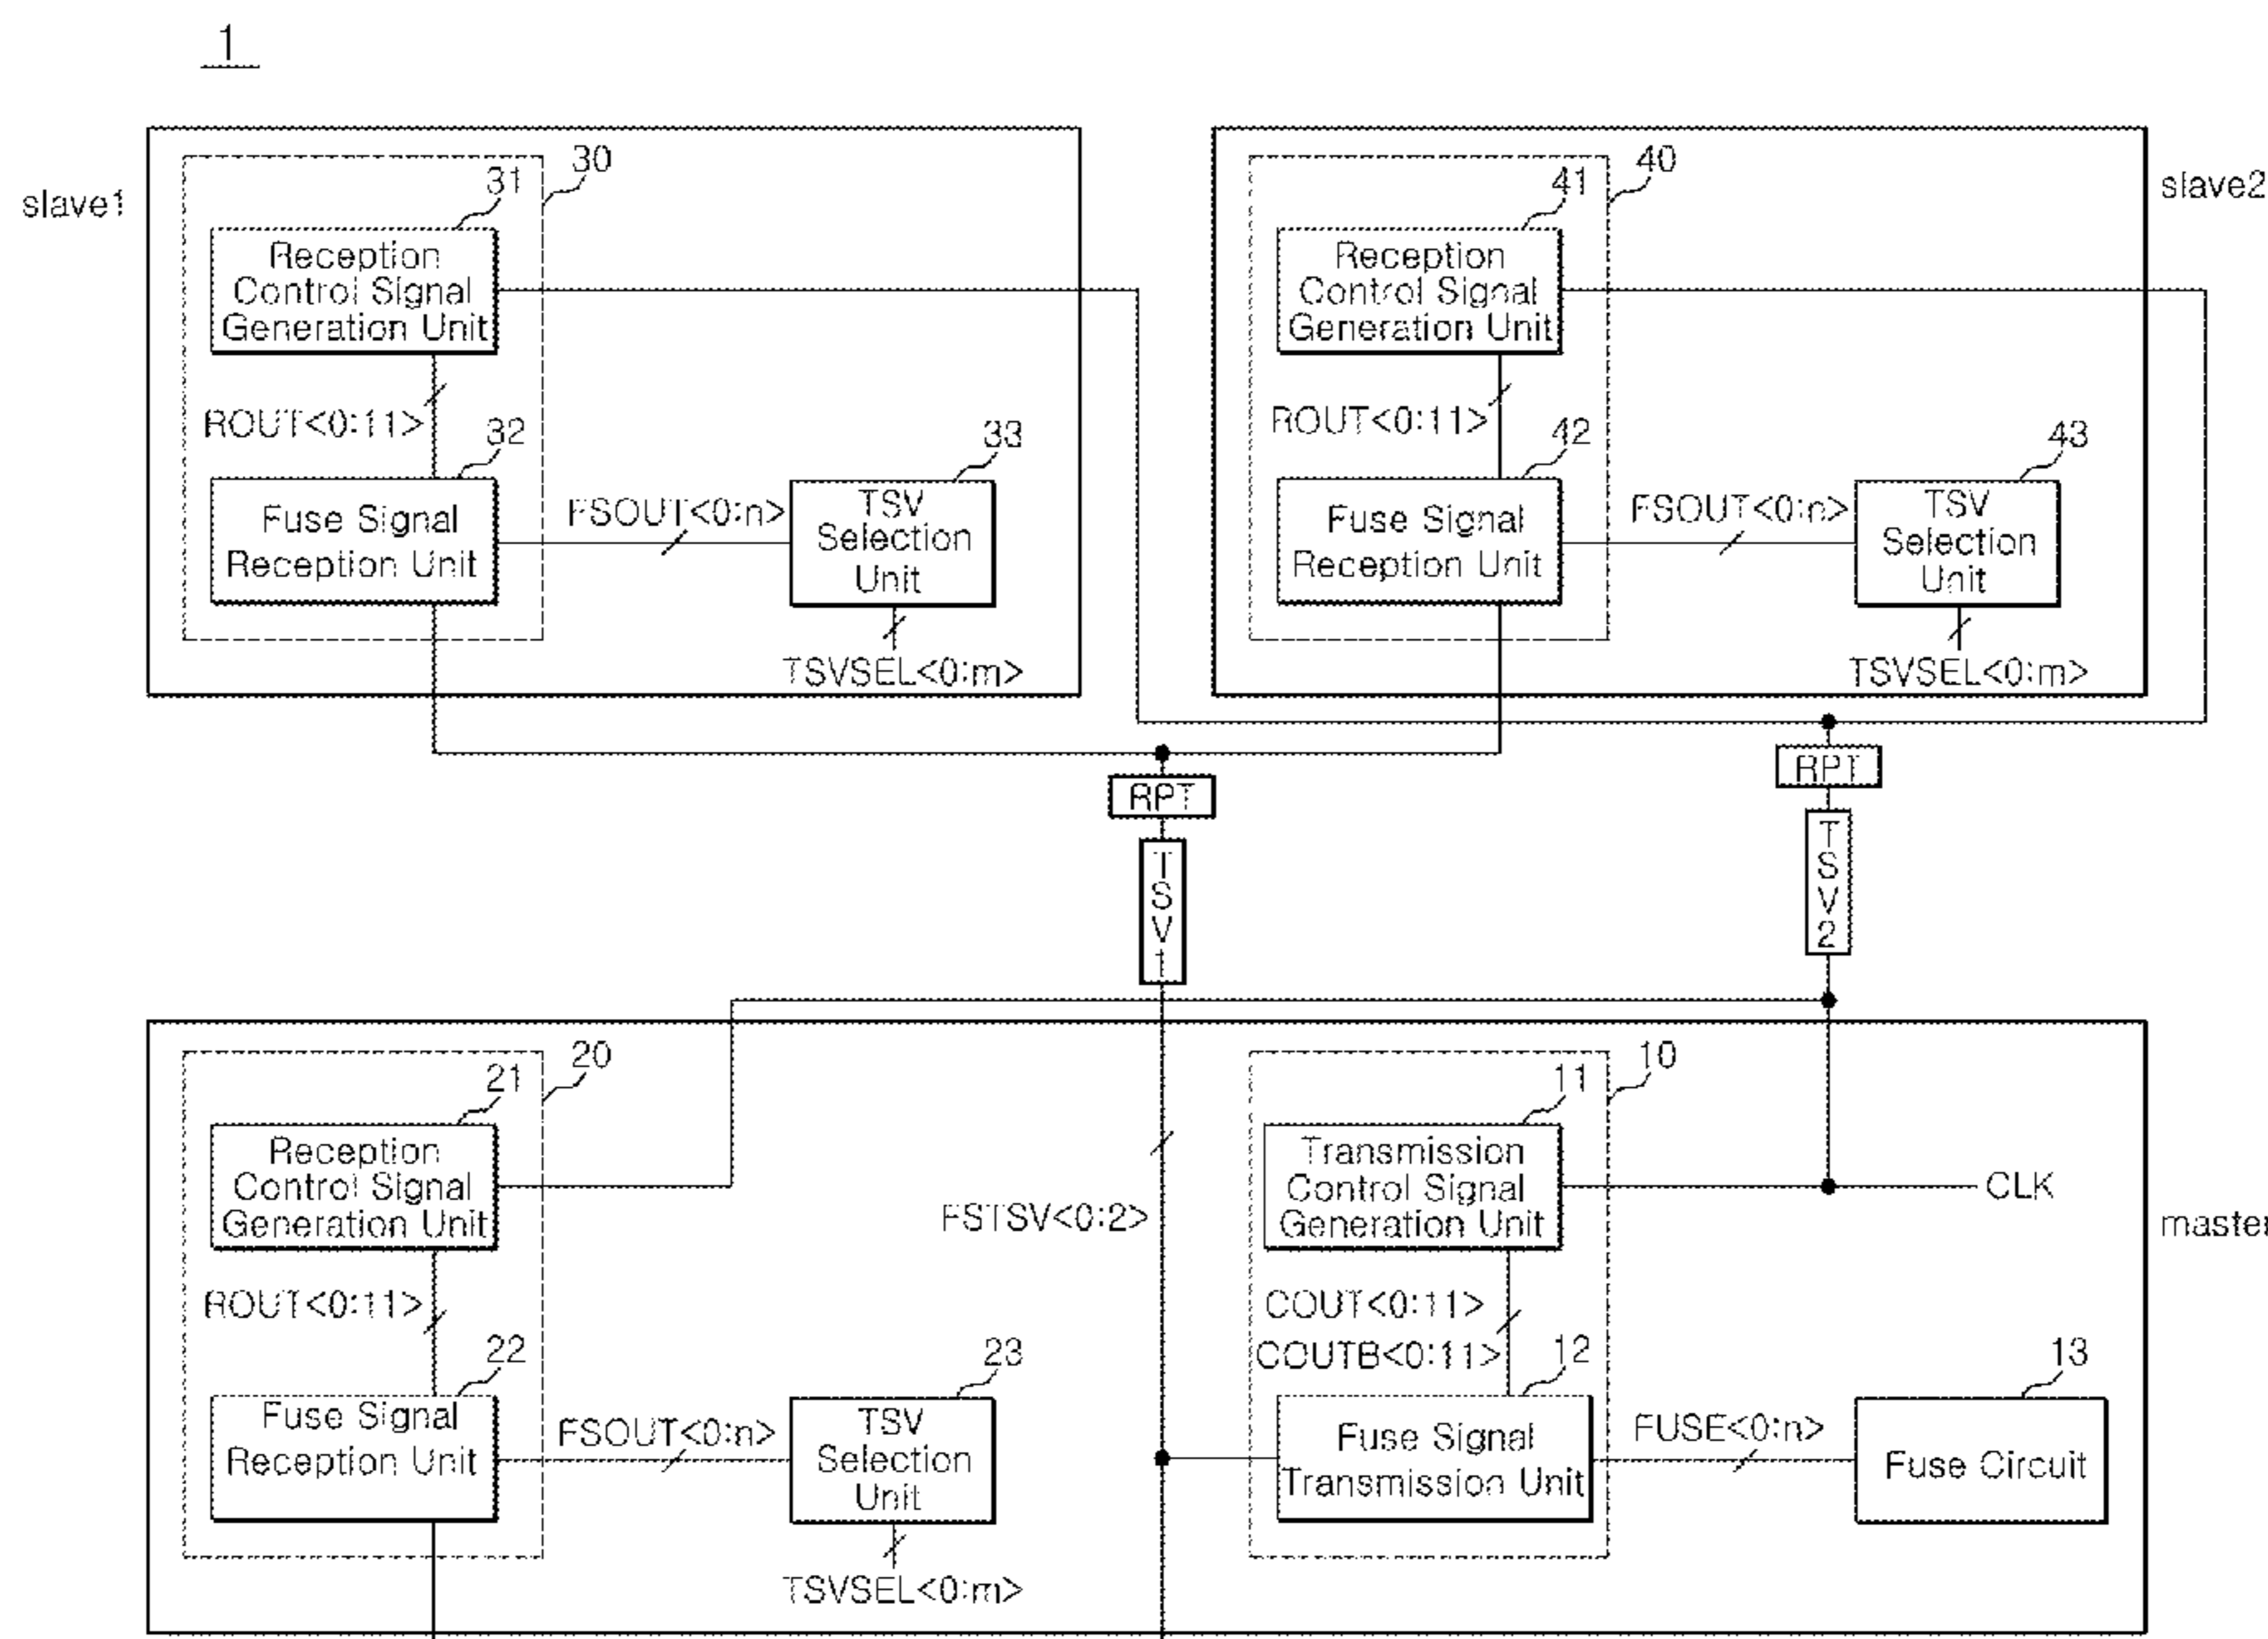 1
slave1
30
31
Reception
Control Signal
Generation Unit
ROUT<0:11>
32
Fuse Signal
Reception Unit
FSOUT<0:n>
33
TSV
Selection
Unit
TSVSEL<0:m>
slave2
40
41
Reception
Control Signal
Generation Unit
ROUT<0:11>
42
Fuse Signal
Reception Unit
FSOUT<0:n>
43
TSV
Selection
Unit
TSVSEL<0:m>
RPT
TSV1
RPT
TSV2
master
20
21
Reception
Control Signal
Generation Unit
ROUT<0:11>
22
Fuse Signal
Reception Unit
FSOUT<0:n>
23
TSV
Selection
Unit
TSVSEL<0:m>
FSTSV<0:2>
10
11
Transmission
Control Signal
Generation Unit
CLK
COUT<0:11>
COUTB<0:11>
12
Fuse Signal
Transmission Unit
FUSE<0:n>
13
Fuse Circuit